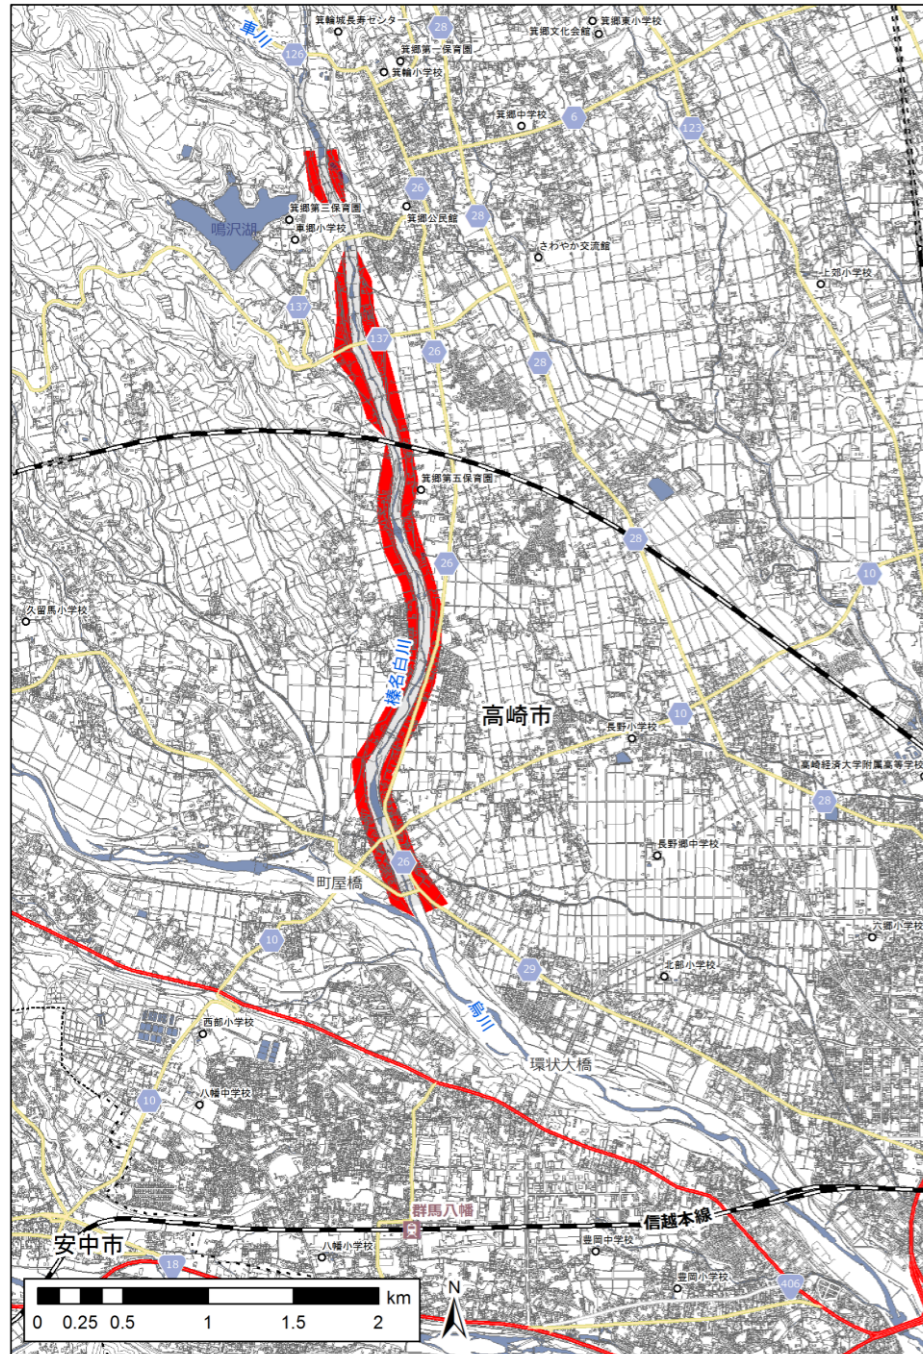 箕輪城長寿センター
箕郷東小学校
箕郷文化会館
車川
28
126
箕郷第一保育園
箕輪小学校
箕郷中学校
6
123
26
28
箕郷第三保育園
箕郷公民館
鳴沢湖
車郷小学校
さわやか交流館
上郊小学校
137
137
26
28
箕郷第五保育園
28
26
10
久留馬小学校
榛名白川
高崎市
10
長野小学校
高崎経済大学附属高等学校
28
長野郷中学校
26
町屋橋
郷小学校
10
29
北部小学校
烏川
西部小学校
環状大橋
10
八幡中学校
群馬八幡
信越本線
安中市
八幡小学校
豊岡中学校
18
豊岡小学校
406
N
km
0 0.25 0.5 1 1.5 2